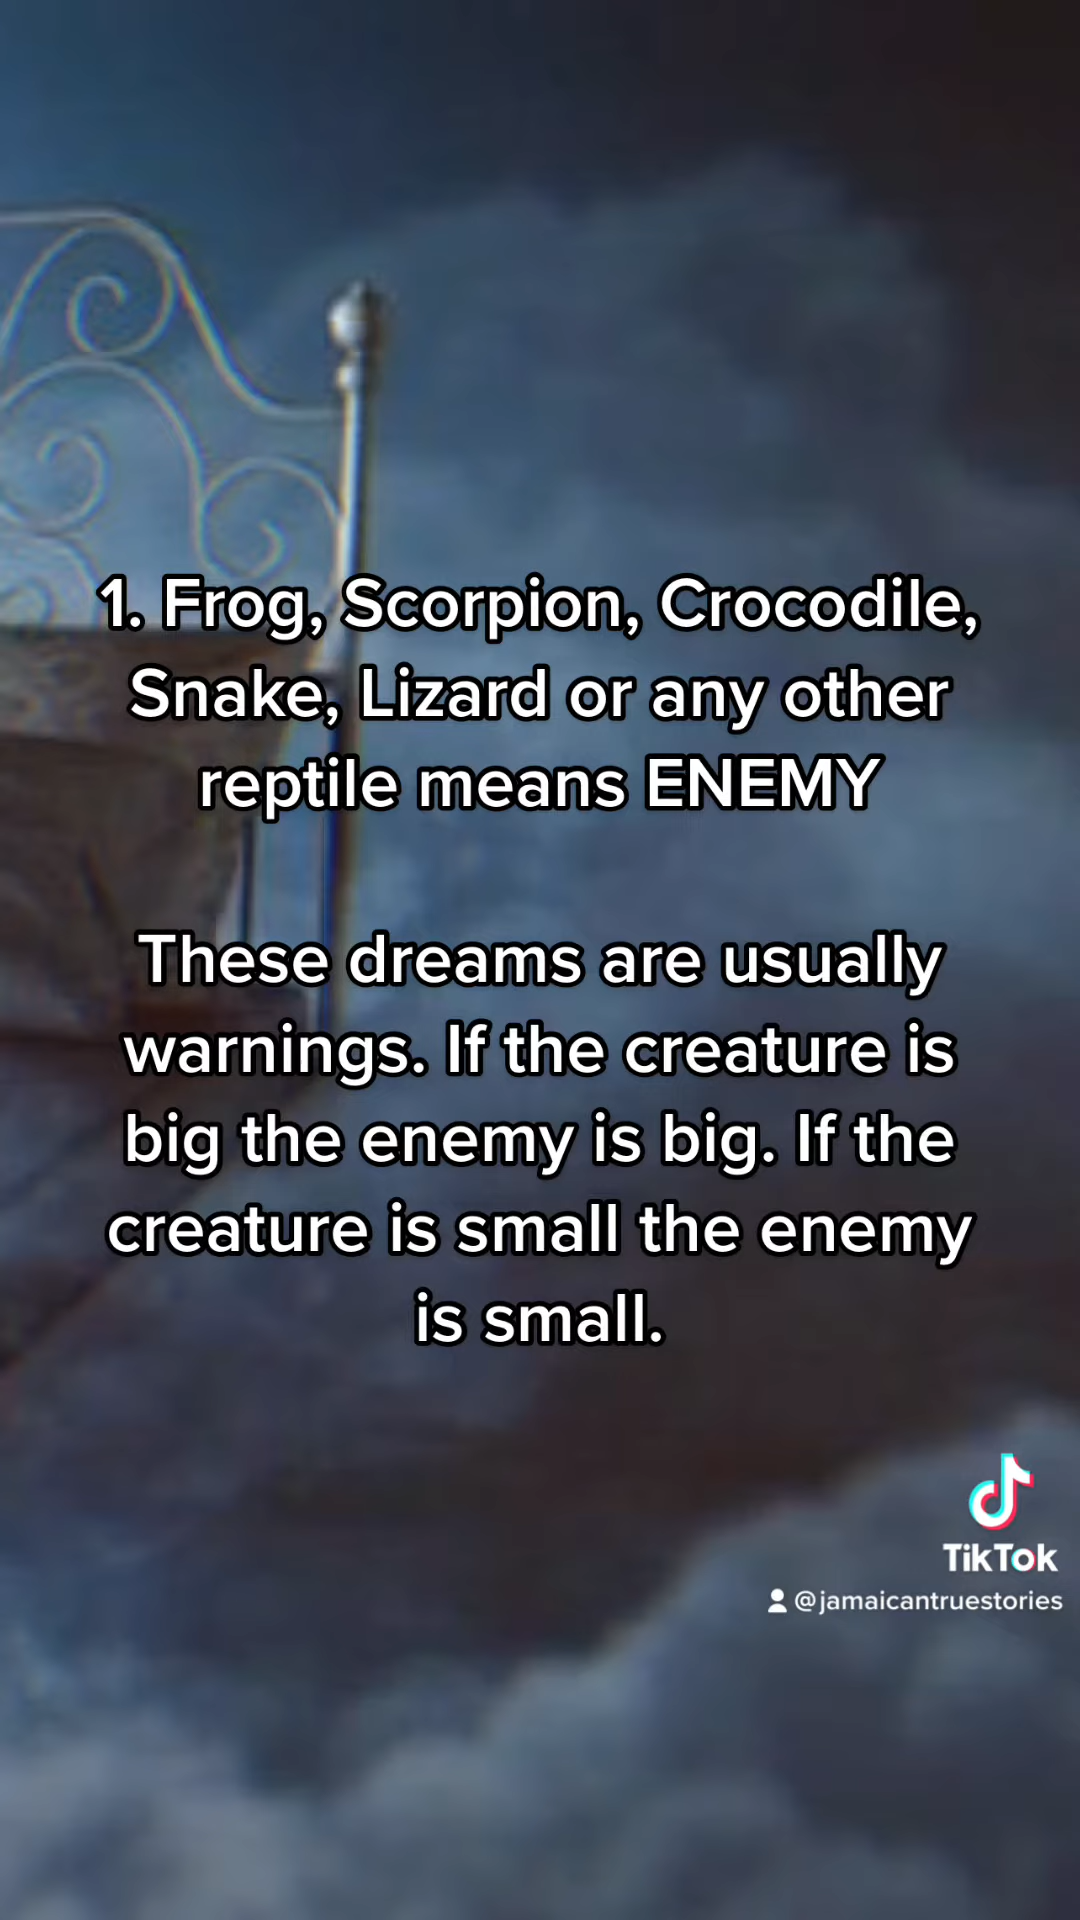 1. Frog, Scorpion, Crocodile,
Snake, Lizard or any other
reptile means ENEMY
These dreams are usually
warnings. If the creature is
big the enemy is big. If the
creature is small the enemy
is small.
TikTok
@jamaicantruestories